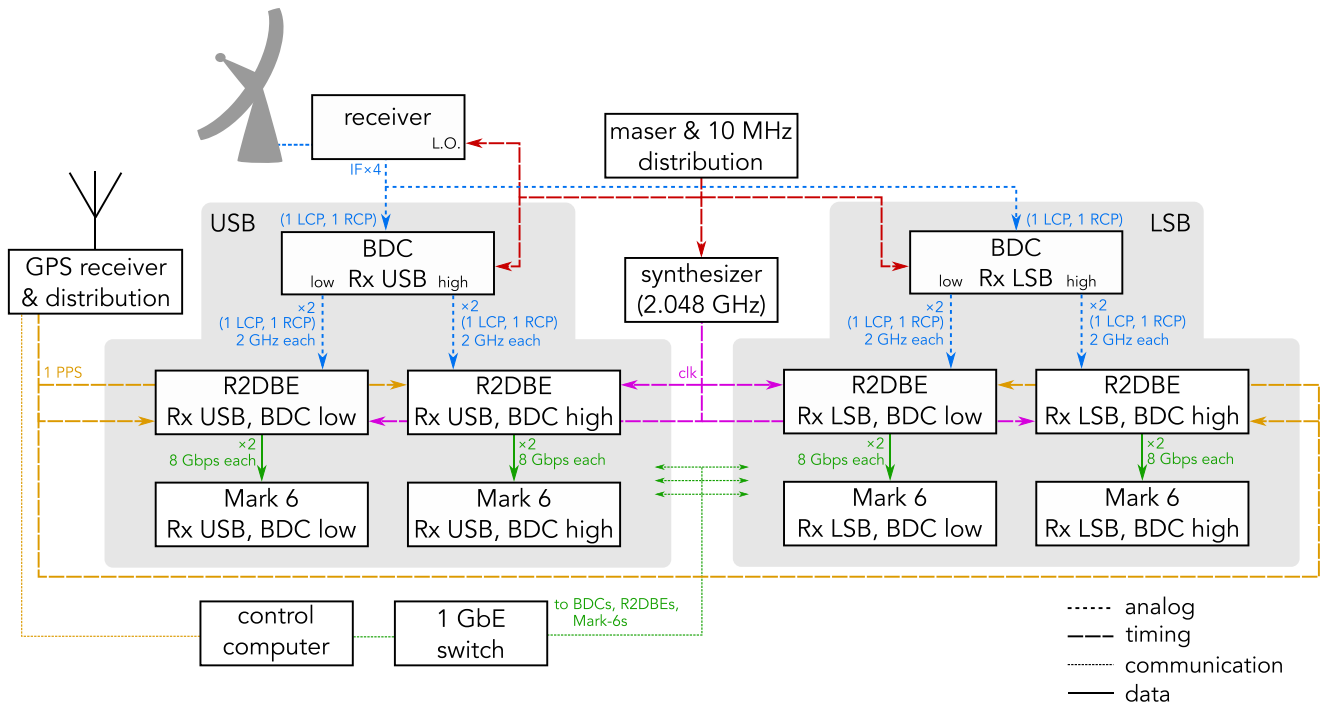 receiver
L.O.
maser & 10 MHz
distribution
IF×4
USB
(1 LCP, 1 RCP)
(1 LCP, 1 RCP)
LSB
GPS receiver
& distribution
BDC
Rx USB
low
high
synthesizer
(2.048 GHz)
BDC
Rx LSB
low
high
×2
(1 LCP, 1 RCP)
2 GHz each
×2
(1 LCP, 1 RCP)
2 GHz each
×2
(1 LCP, 1 RCP)
2 GHz each
×2
(1 LCP, 1 RCP)
2 GHz each
1 PPS
clk
R2DBE
Rx USB, BDC low
R2DBE
Rx USB, BDC high
R2DBE
Rx LSB, BDC low
R2DBE
Rx LSB, BDC high
×2
8 Gbps each
×2
8 Gbps each
×2
8 Gbps each
×2
8 Gbps each
Mark 6
Rx USB, BDC low
Mark 6
Rx USB, BDC high
Mark 6
Rx LSB, BDC low
Mark 6
Rx LSB, BDC high
control
computer
1 GbE
switch
to BDCs, R2DBEs,
Mark-6s
analog
timing
communication
data